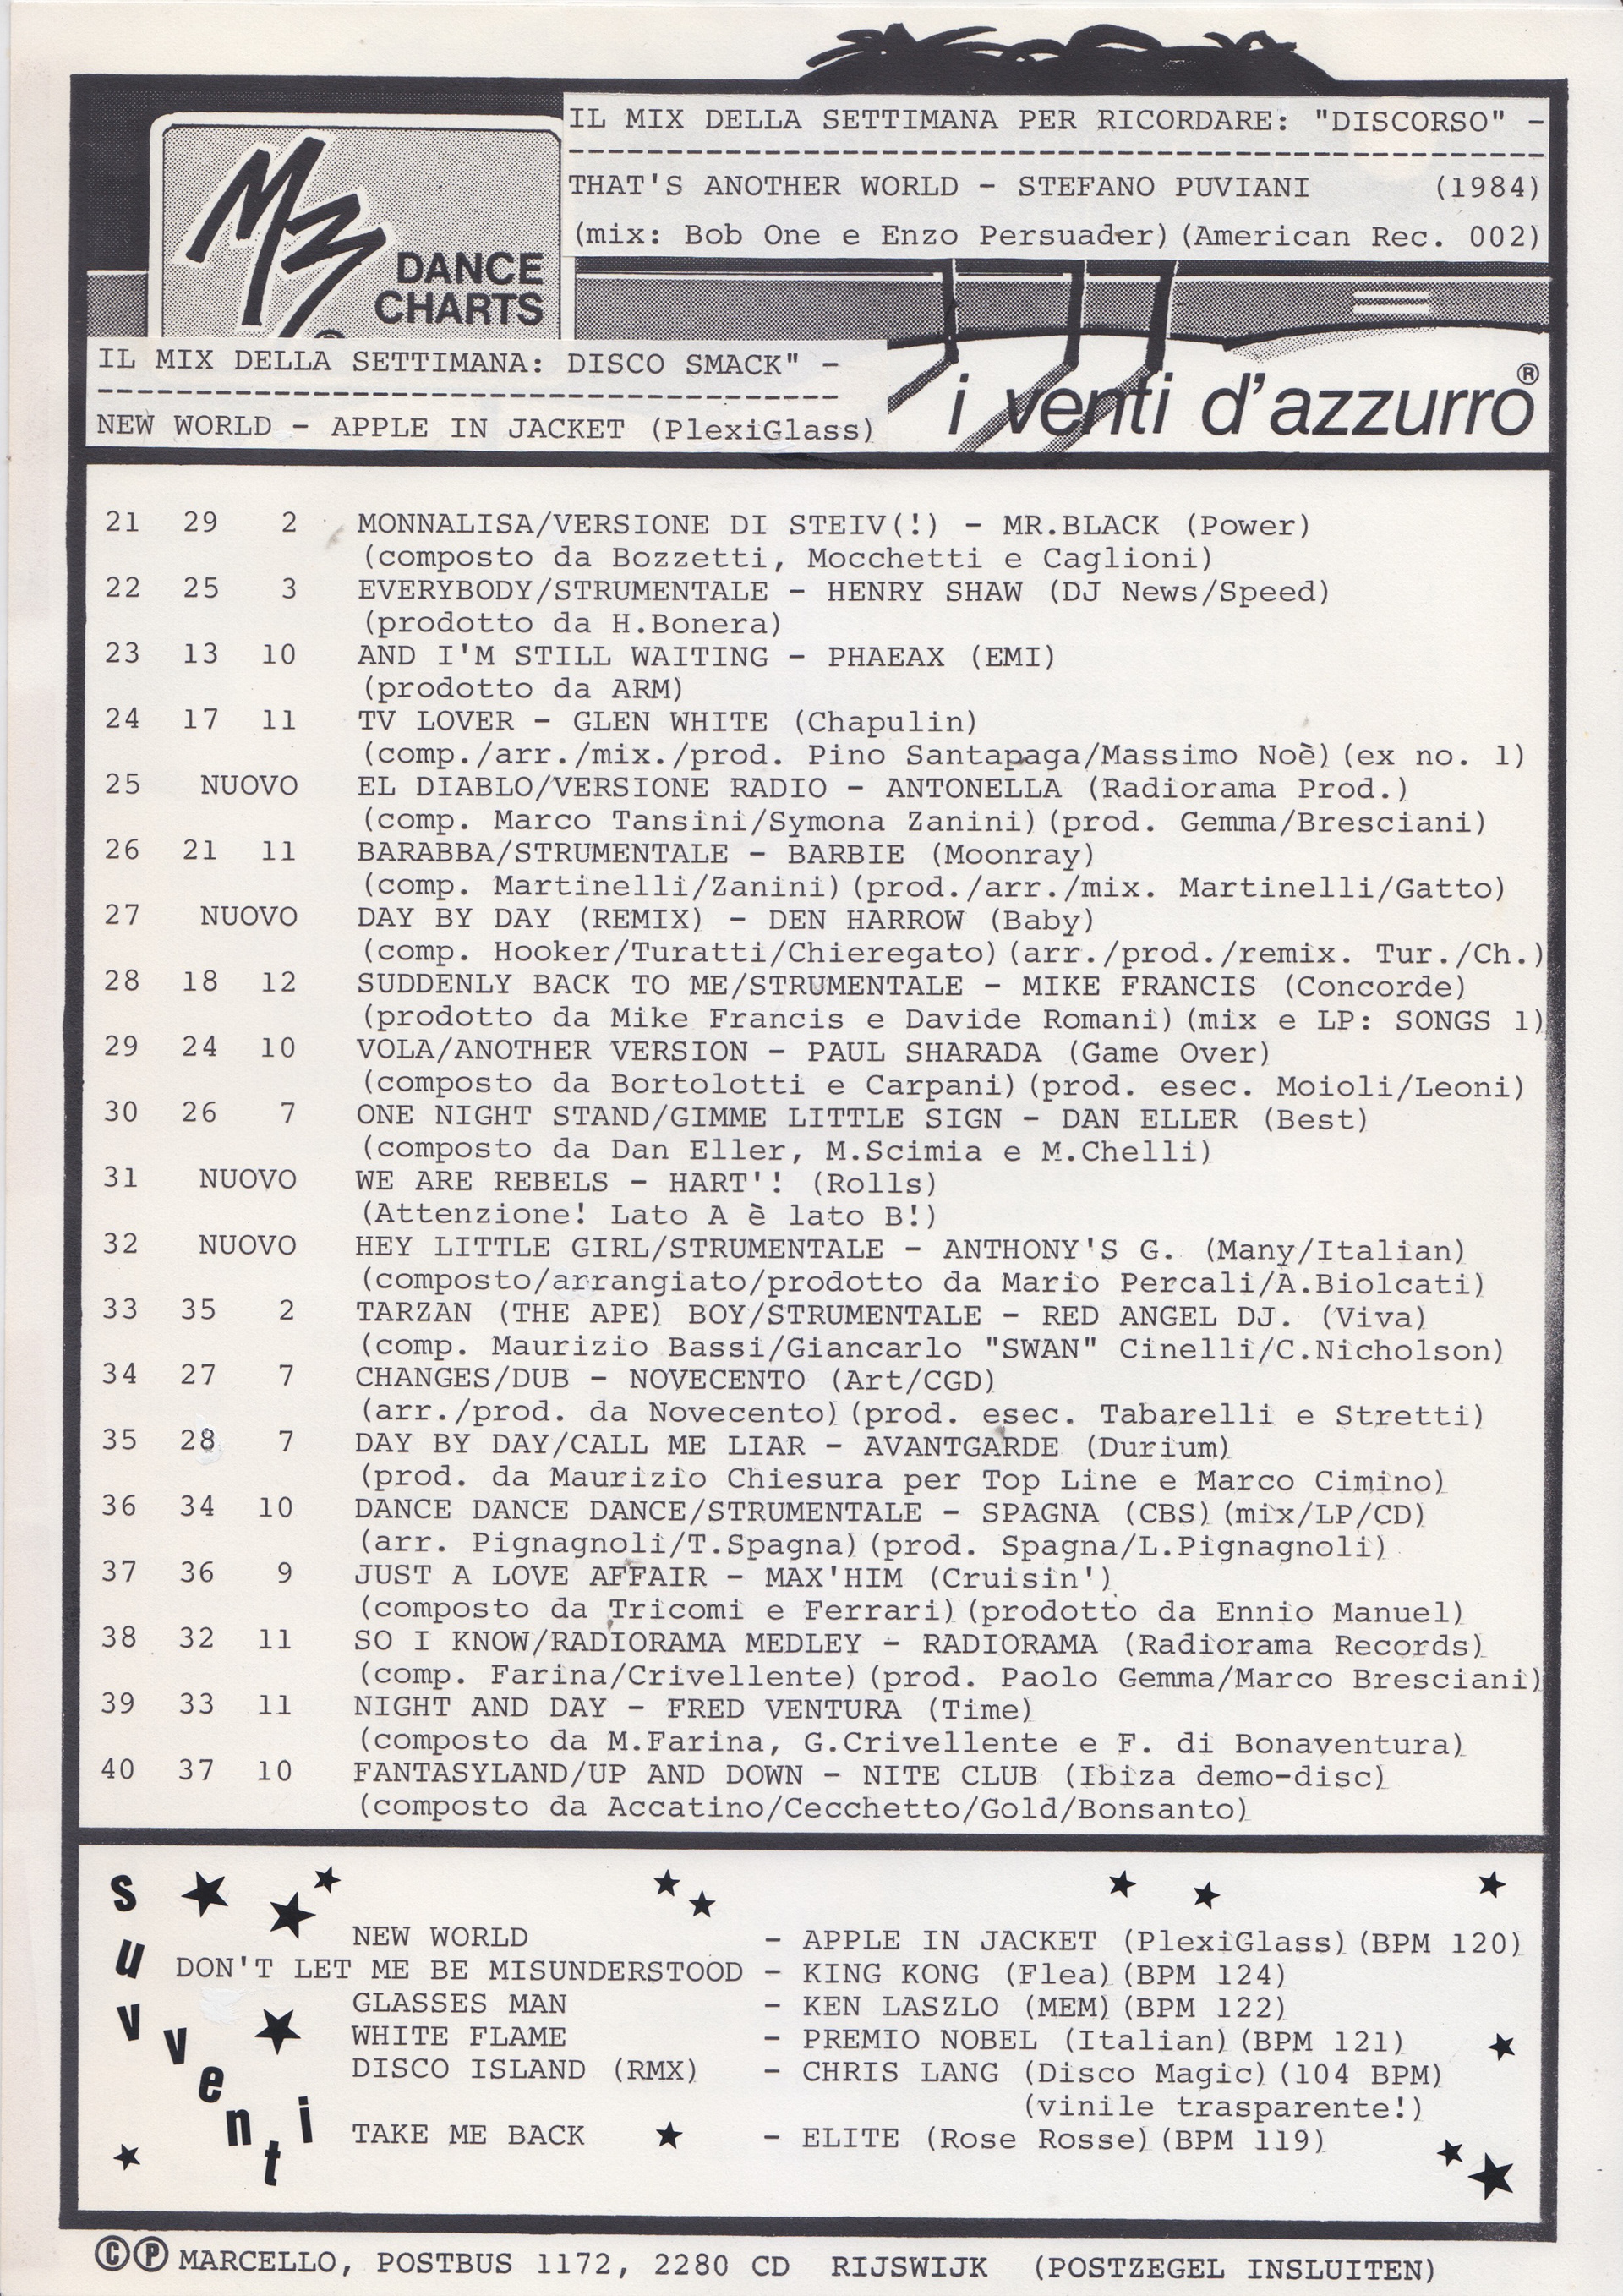 IL MIX DELLA SETTIMANA PER RICORDARE: "DISCORSO" -
THAT'S ANOTHER WORLD - STEFANO PUVIANI (1984)
(mix: Bob One e Enzo Persuader)(American Rec. 002)
M3
DANCE
CHARTS
®
IL MIX DELLA SETTIMANA: DISCO SMACK" -
NEW WORLD - APPLE IN JACKET (PlexiGlass)
i venti d'azzurro®
21 29 2 MONNALISA/VERSIONE DI STEIV(!) - MR.BLACK (Power)
(composto da Bozzetti, Mocchetti e Caglioni)
22 25 3 EVERYBODY/STRUMENTALE - HENRY SHAW (DJ News/Speed)
(prodotto da H.Bonera)
23 13 10 AND I'M STILL WAITING - PHAEAX (EMI)
(prodotto da ARM)
24 17 11 TV LOVER - GLEN WHITE (Chapulin)
(comp./arr./mix./prod. Pino Santapaga/Massimo Noè)(ex no. 1)
25 NUOVO EL DIABLO/VERSIONE RADIO - ANTONELLA (Radiorama Prod.)
(comp. Marco Tansini/Symona Zanini)(prod. Gemma/Bresciani)
26 21 11 BARABBA/STRUMENTALE - BARBIE (Moonray)
(comp. Martinelli/Zanini)(prod./arr./mix. Martinelli/Gatto)
27 NUOVO DAY BY DAY (REMIX) - DEN HARROW (Baby)
(comp. Hooker/Turatti/Chieregato)(arr./prod./remix. Tur./Ch.)
28 18 12 SUDDENLY BACK TO ME/STRUMENTALE - MIKE FRANCIS (Concorde)
(prodotto da Mike Francis e Davide Romani)(mix e LP: SONGS 1)
29 24 10 VOLA/ANOTHER VERSION - PAUL SHARADA (Game Over)
(composto da Bortolotti e Carpani)(prod. esec. Moioli/Leoni)
30 26 7 ONE NIGHT STAND/GIMME LITTLE SIGN - DAN ELLER (Best)
(composto da Dan Eller, M.Scimia e M.Chelli)
31 NUOVO WE ARE REBELS - HART'! (Rolls)
(Attenzione! Lato A è lato B!)
32 NUOVO HEY LITTLE GIRL/STRUMENTALE - ANTHONY'S G. (Many/Italian)
(composto/arrangiato/prodotto da Mario Percali/A.Biolcati)
33 35 2 TARZAN (THE APE) BOY/STRUMENTALE - RED ANGEL DJ. (Viva)
(comp. Maurizio Bassi/Giancarlo "SWAN" Cinelli/C.Nicholson)
34 27 7 CHANGES/DUB - NOVECENTO (Art/CGD)
(arr./prod. da Novecento)(prod. esec. Tabarelli e Stretti)
35 28 7 DAY BY DAY/CALL ME LIAR - AVANTGARDE (Durium)
(prod. da Maurizio Chiesura per Top Line e Marco Cimino)
36 34 10 DANCE DANCE DANCE/STRUMENTALE - SPAGNA (CBS)(mix/LP/CD)
(arr. Pignagnoli/T.Spagna)(prod. Spagna/L.Pignagnoli)
37 36 9 JUST A LOVE AFFAIR - MAX'HIM (Cruisin')
(composto da Tricomi e Ferrari)(prodotto da Ennio Manuel)
38 32 11 SO I KNOW/RADIORAMA MEDLEY - RADIORAMA (Radiorama Records)
(comp. Farina/Crivellente)(prod. Paolo Gemma/Marco Bresciani)
39 33 11 NIGHT AND DAY - FRED VENTURA (Time)
(composto da M.Farina, G.Crivellente e F. di Bonaventura)
40 37 10 FANTASYLAND/UP AND DOWN - NITE CLUB (Ibiza demo-disc)
(composto da Accatino/Cecchetto/Gold/Bonsanto)
suvventi
NEW WORLD - APPLE IN JACKET (PlexiGlass)(BPM 120)
DON'T LET ME BE MISUNDERSTOOD - KING KONG (Flea)(BPM 124)
GLASSES MAN - KEN LASZLO (MEM)(BPM 122)
WHITE FLAME - PREMIO NOBEL (Italian)(BPM 121)
DISCO ISLAND (RMX) - CHRIS LANG (Disco Magic)(104 BPM)
(vinile trasparente!)
TAKE ME BACK - ELITE (Rose Rosse)(BPM 119)
©℗ MARCELLO, POSTBUS 1172, 2280 CD RIJSWIJK (POSTZEGEL INSLUITEN)